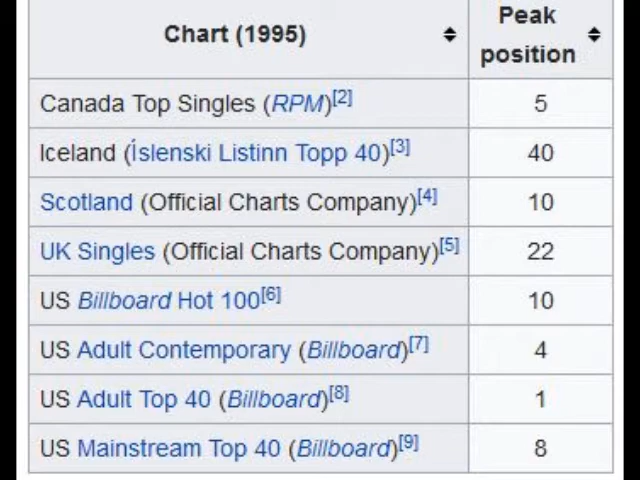 Chart (1995) Peak position
Canada Top Singles (RPM)[2] 5
Iceland (Íslenski Listinn Topp 40)[3] 40
Scotland (Official Charts Company)[4] 10
UK Singles (Official Charts Company)[5] 22
US Billboard Hot 100[6] 10
US Adult Contemporary (Billboard)[7] 4
US Adult Top 40 (Billboard)[8] 1
US Mainstream Top 40 (Billboard)[9] 8